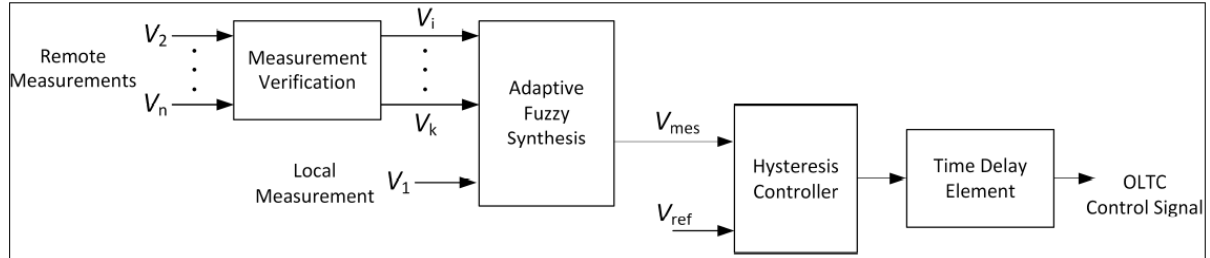 Remote
Measurements
V2
Vn
Measurement
Verification
Vi
Vk
Local
Measurement
V1
Adaptive
Fuzzy
Synthesis
Vmes
Vref
Hysteresis
Controller
Time Delay
Element
OLTC
Control Signal